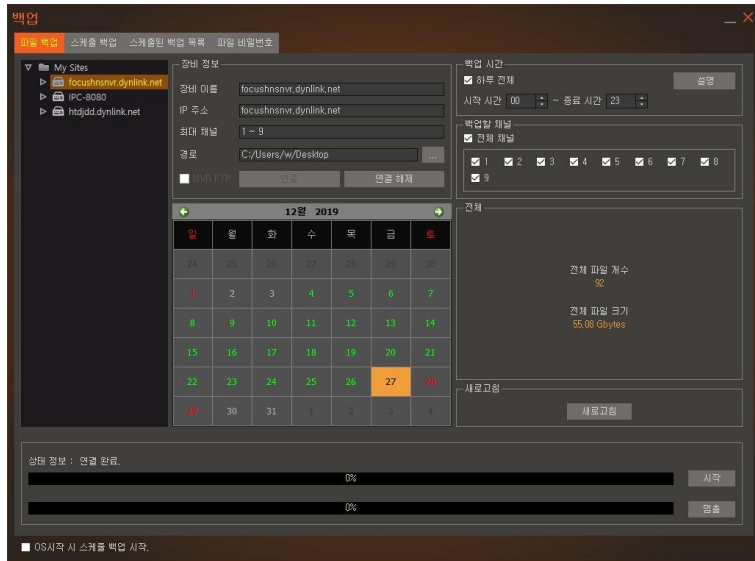 백업
파일 백업 스케줄 백업 스케줄된 백업 목록 파일 비밀번호
My Sites
focushnsnvr.dynlink.net
IPC-8080
htdjdd.dynlink.net
장비 정보
장비 이름 focushnsnvr.dynlink.net
IP 주소 focushnsnvr.dynlink.net
최대 채널 1 ~ 9
경로 C:/Users/w/Desktop ...
NVR FTP 연결 연결 해제
12월 2019
일 월 화 수 목 금 토
24 25 26 27 28 29 30
1 2 3 4 5 6 7
8 9 10 11 12 13 14
15 16 17 18 19 20 21
22 23 24 25 26 27 28
29 30 31 1 2 3 4
백업 시간
하루 전체 설명
시작 시간 00 ~ 종료 시간 23
백업할 채널
전체 채널
1 2 3 4 5 6 7 8
9
전체
전체 파일 개수
92
전체 파일 크기
55.08 Gbytes
새로고침
새로고침
상태 정보 : 연결 완료.
0% 시작
0% 멈춤
OS시작 시 스케줄 백업 시작.